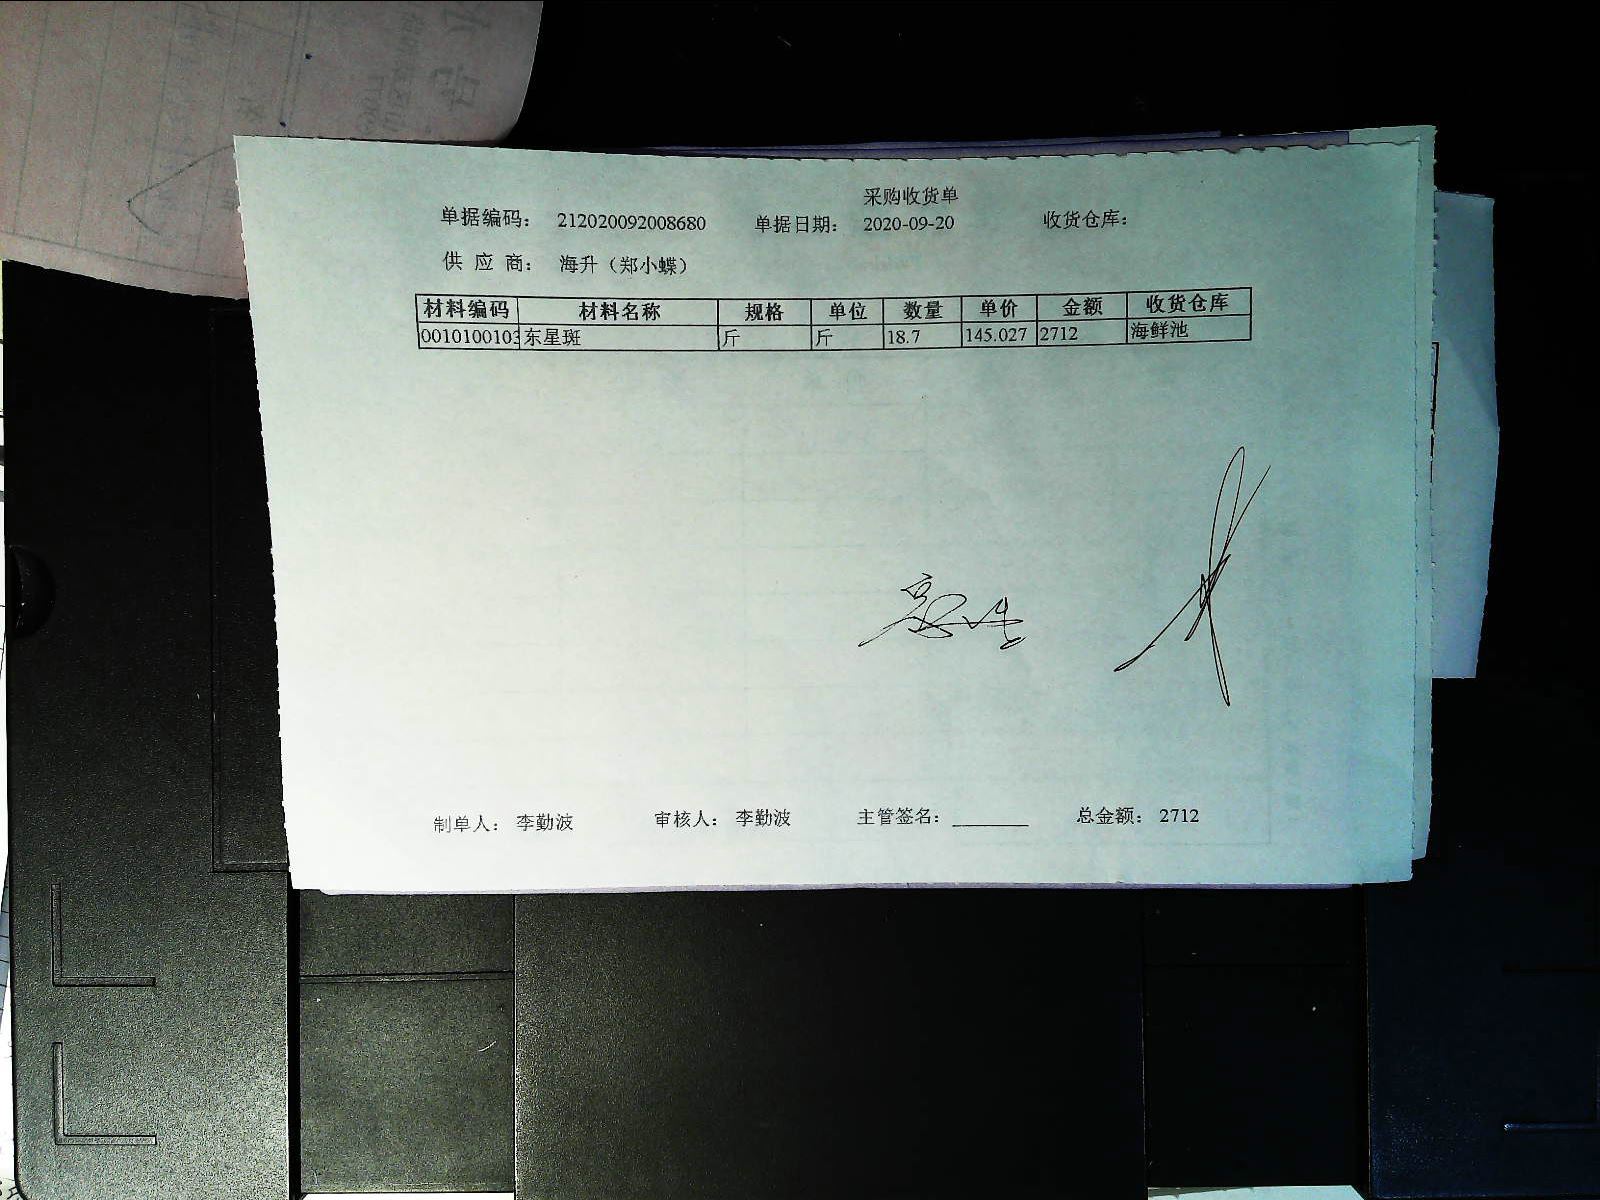 采购收货单
单据编码： 212020092008680 单据日期： 2020-09-20 收货仓库：
供 应 商： 海升（郑小蝶）
材料编码 材料名称 规格 单位 数量 单价 金额 收货仓库
0010100103 东星斑 斤 斤 18.7 145.027 2712 海鲜池
制单人： 李勤波 审核人： 李勤波 主管签名： ________ 总金额： 2712